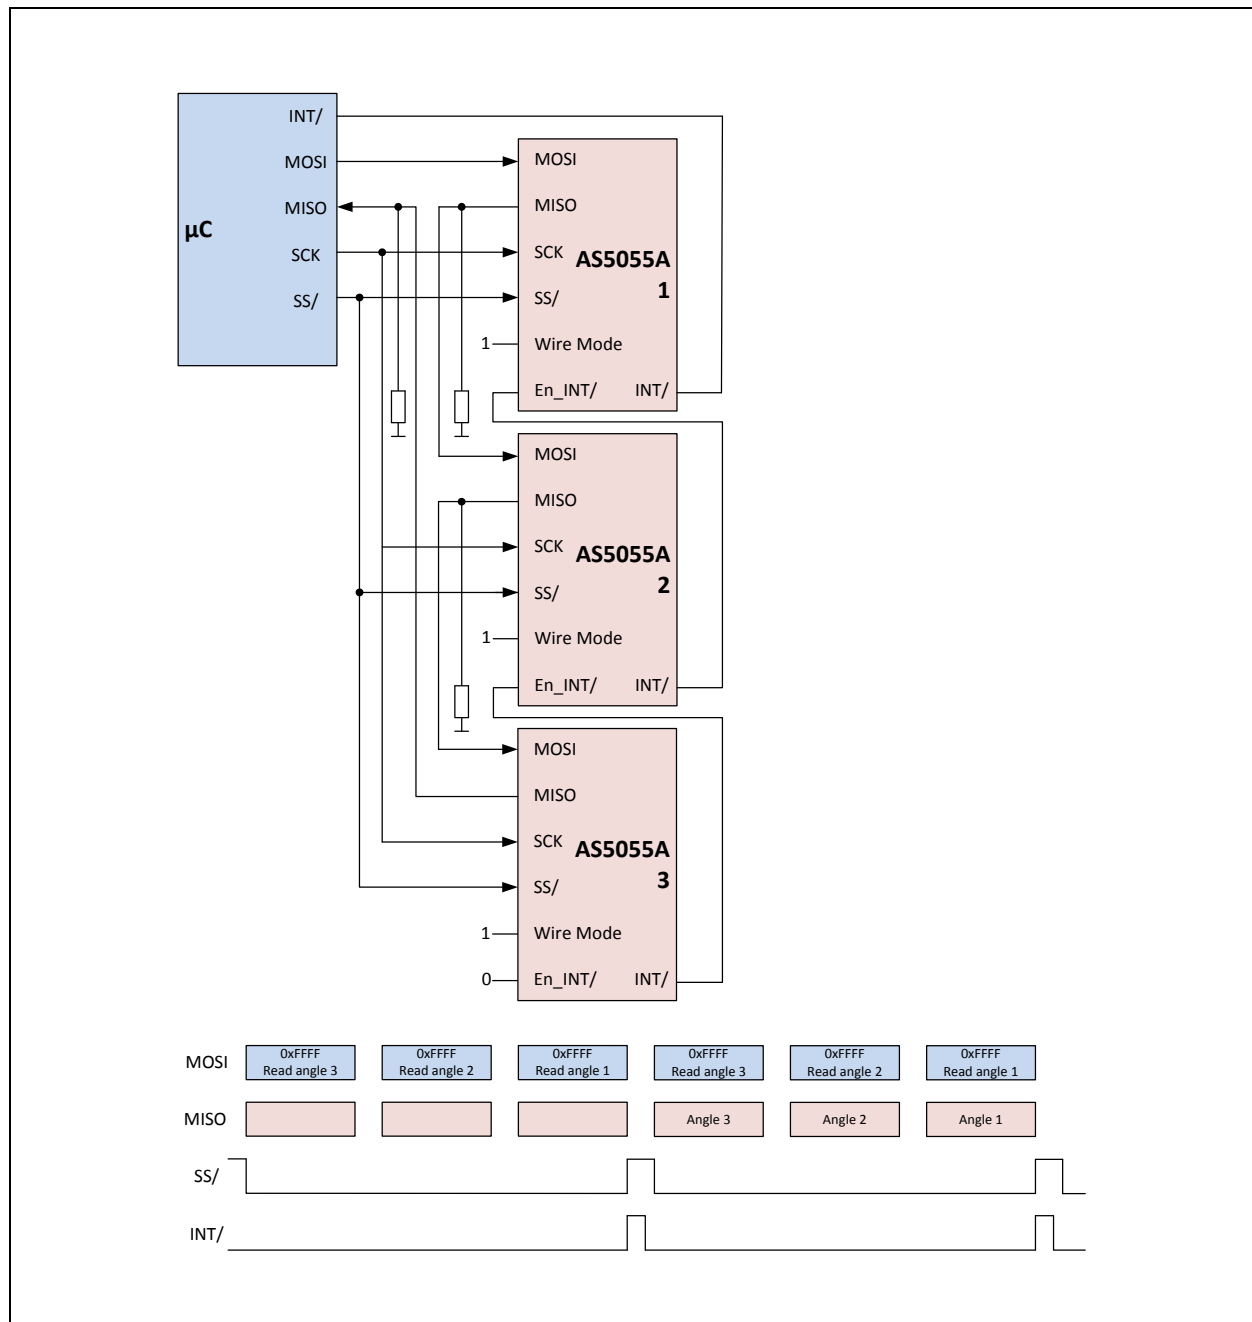 INT/
MOSI
MISO
µC
SCK
SS/
MOSI
MISO
SCK
AS5055A
1
SS/
1
Wire Mode
En_INT/ INT/
MOSI
MISO
SCK
AS5055A
2
SS/
1
Wire Mode
En_INT/ INT/
MOSI
MISO
SCK
AS5055A
3
SS/
1
Wire Mode
0
En_INT/ INT/
MOSI
0xFFFF
Read angle 3
0xFFFF
Read angle 2
0xFFFF
Read angle 1
0xFFFF
Read angle 3
0xFFFF
Read angle 2
0xFFFF
Read angle 1
MISO
Angle 3
Angle 2
Angle 1
SS/
INT/